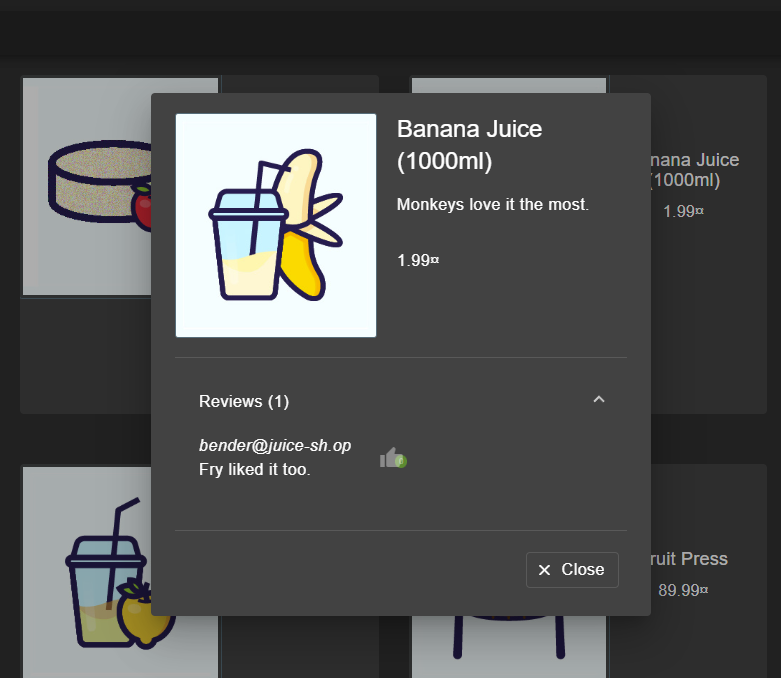 Banana Juice
(1000ml)
Monkeys love it the most.
1.99¤
Reviews (1)
bender@juice-sh.op
Fry liked it too.
Close
nana Juice
(1000ml)
1.99¤
ruit Press
89.99¤